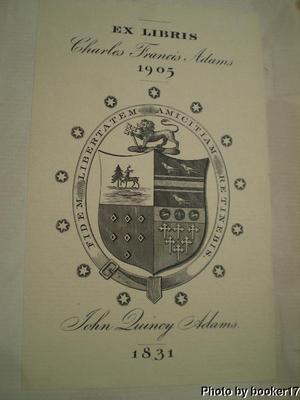 EX LIBRIS
Charles Francis Adams
1905
FIDEM LIBERTATEM AMICITIAM RETINEBIS.
John Quincy Adams.
1831
Photo by booker17